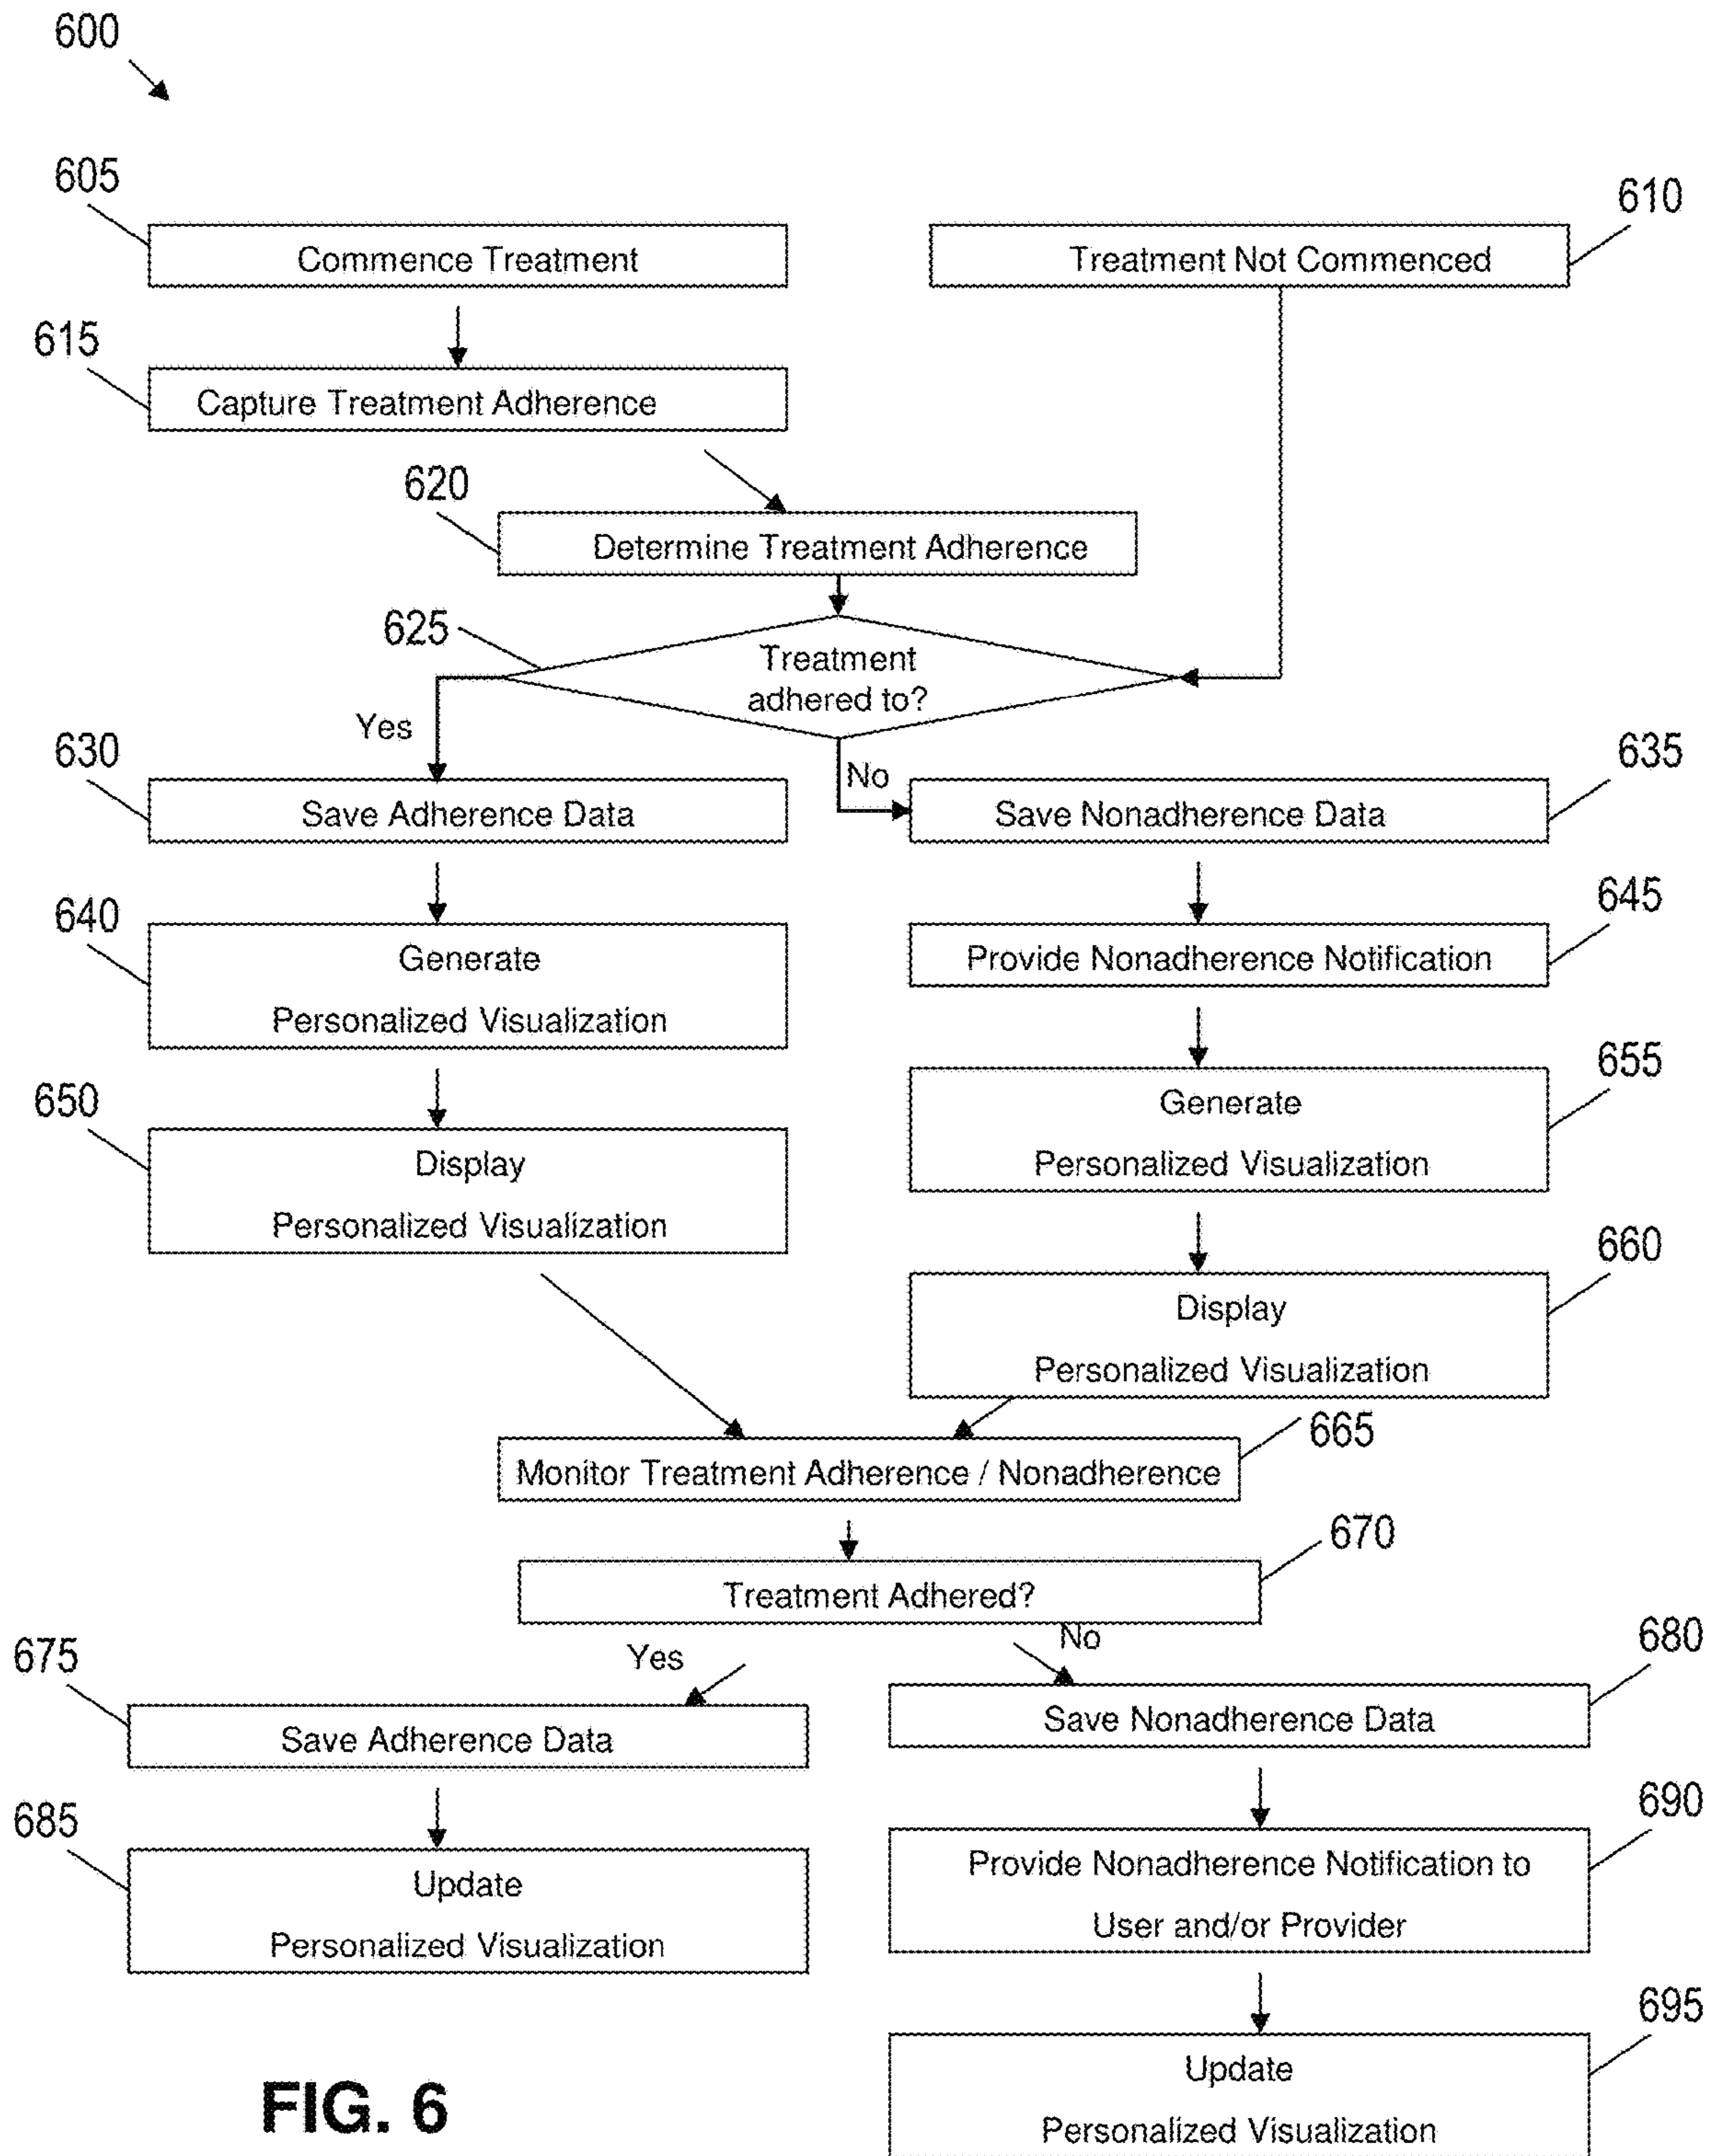 600
605
610
Commence Treatment
Treatment Not Commenced
615
Capture Treatment Adherence
620
Determine Treatment Adherence
625
Treatment
adhered to?
Yes
No
630
635
Save Adherence Data
Save Nonadherence Data
640
645
Generate
Personalized Visualization
Provide Nonadherence Notification
650
655
Display
Personalized Visualization
Generate
Personalized Visualization
660
Display
Personalized Visualization
665
Monitor Treatment Adherence / Nonadherence
670
Treatment Adhered?
Yes
No
675
680
Save Adherence Data
Save Nonadherence Data
685
690
Update
Personalized Visualization
Provide Nonadherence Notification to
User and/or Provider
695
Update
Personalized Visualization
FIG. 6